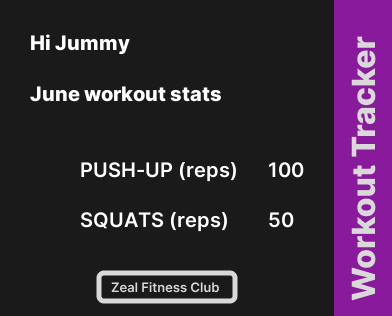 Hi Jummy
June workout stats
PUSH-UP (reps) 100
SQUATS (reps) 50
Zeal Fitness Club
Workout Tracker